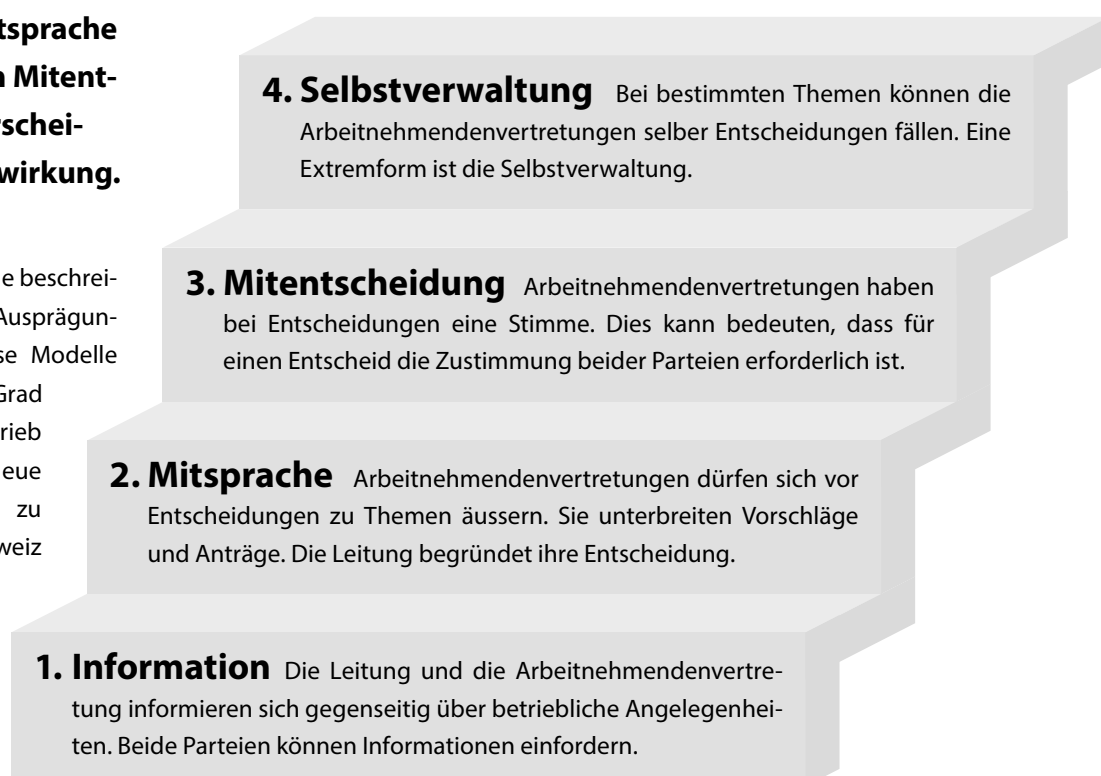 tsprache
n Mitent-
rschei-
wirkung.
e beschrei-
Ausprägun-
se Modelle
Grad
rieb
eue
zu
weiz
4. Selbstverwaltung Bei bestimmten Themen können die
Arbeitnehmendenvertretungen selber Entscheidungen fällen. Eine
Extremform ist die Selbstverwaltung.
3. Mitentscheidung Arbeitnehmendenvertretungen haben
bei Entscheidungen eine Stimme. Dies kann bedeuten, dass für
einen Entscheid die Zustimmung beider Parteien erforderlich ist.
2. Mitsprache Arbeitnehmendenvertretungen dürfen sich vor
Entscheidungen zu Themen äussern. Sie unterbreiten Vorschläge
und Anträge. Die Leitung begründet ihre Entscheidung.
1. Information Die Leitung und die Arbeitnehmendenvertre-
tung informieren sich gegenseitig über betriebliche Angelegenhei-
ten. Beide Parteien können Informationen einfordern.